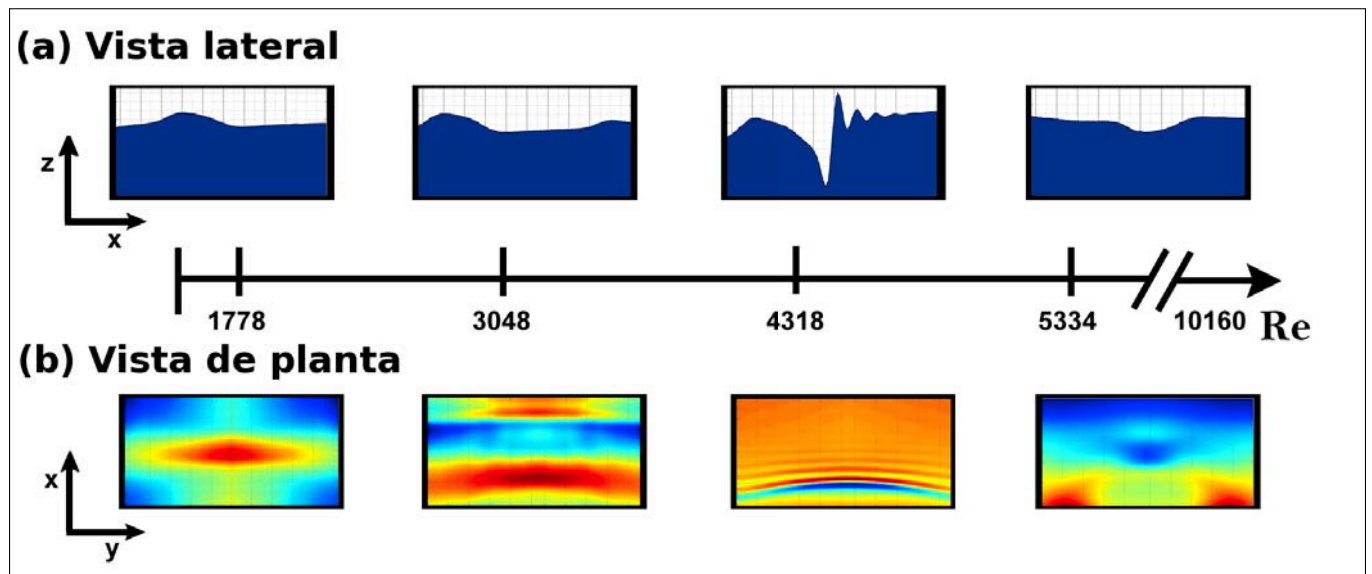 (a) Vista lateral
z
x
1778
3048
4318
5334
10160
Re
(b) Vista de planta
x
y